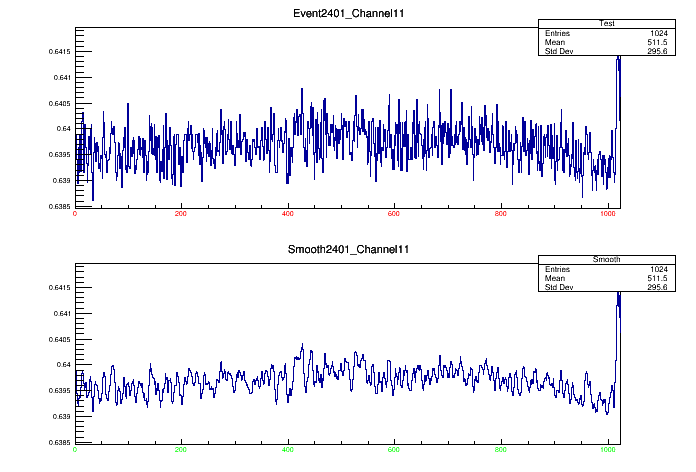 Event2401_Channel11
Test
Entries 1024
Mean 511.5
Std Dev 295.6
0.6415
0.641
0.6405
0.64
0.6395
0.639
0.6385
0 200 400 600 800 1000
Smooth2401_Channel11
Smooth
Entries 1024
Mean 511.5
Std Dev 295.6
0.6415
0.641
0.6405
0.64
0.6395
0.639
0.6385
0 200 400 600 800 1000